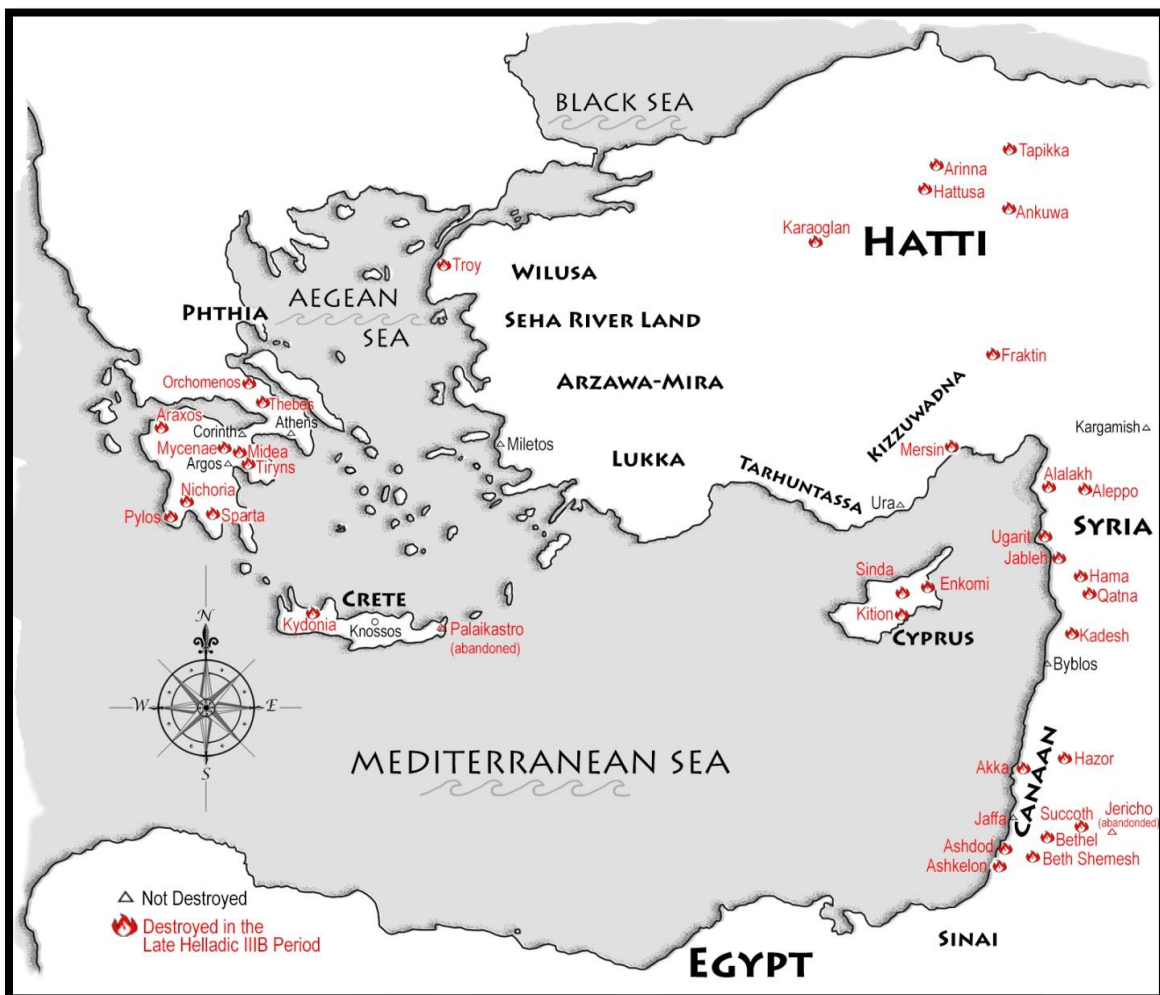 BLACK SEA
Tapikka
Arinna
Hattusa
Ankuwa
Karaoglan
HATTI
Troy
WILUSA
AEGEAN
SEA
PHTHIA
SEHA RIVER LAND
Fraktin
ARZAWA-MIRA
Orchomenos
Thebes
Araxos
Athens
Corinth
Mycenae
Midea
Argos
Tiryns
Miletos
LUKKA
KIZZUWADNA
Kargamish
Mersin
TARHUNTASSA
Ura
Alalakh
Aleppo
Nichoria
Pylos
Sparta
SYRIA
Ugarit
Jableh
Sinda
Enkomi
Hama
Qatna
Kition
CYPRUS
CRETE
Kydonia
Knossos
Palaikastro
(abandoned)
Kadesh
Byblos
N
W
E
S
MEDITERRANEAN SEA
CANAAN
Hazor
Akka
Jaffa
Succoth
Jericho
(abandonded)
Bethel
Ashdod
Beth Shemesh
Ashkelon
Not Destroyed
Destroyed in the
Late Helladic IIIB Period
SINAI
EGYPT